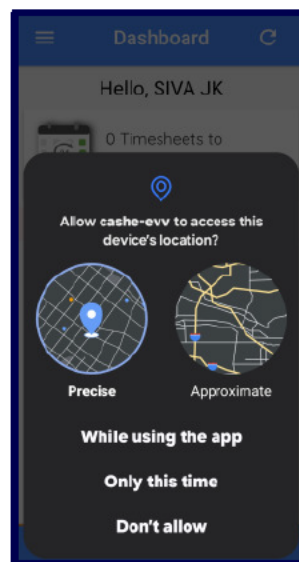 Dashboard
Hello, SIVA JK
0 Timesheets to
Allow cashe-evv to access this
device's location?
Precise
Approximate
While using the app
Only this time
Don't allow